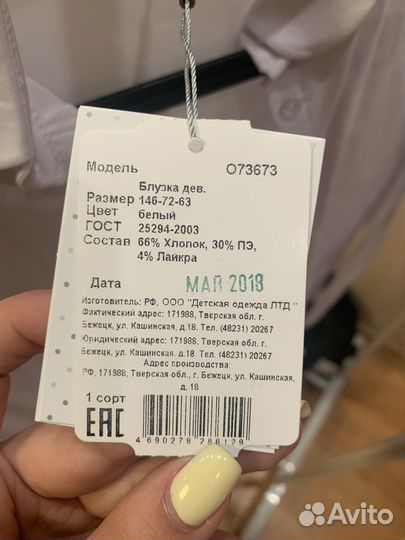 Модель О73673
Блузка дев.
Размер 146-72-63
Цвет белый
ГОСТ 25294-2003
Состав 66% Хлопок, 30% ПЭ,
4% Лайкра
Дата МАЙ 2018
Изготовитель: РФ, ООО "Детская одежда ЛТД"
Фактический адрес: 171988, Тверская обл. г.
Бежецк, ул. Кашинская, д.18. Тел. (48231) 20267
Юридический адрес: 171988, Тверская обл. г.
Бежецк, ул. Кашинская, д.18. Тел. (48231) 20267
Адрес производства:
РФ, 171988, Тверская обл., г. Бежецк, ул. Кашинская,
д. 18
1 сорт
ЕАС
4 690278 286129
Avito